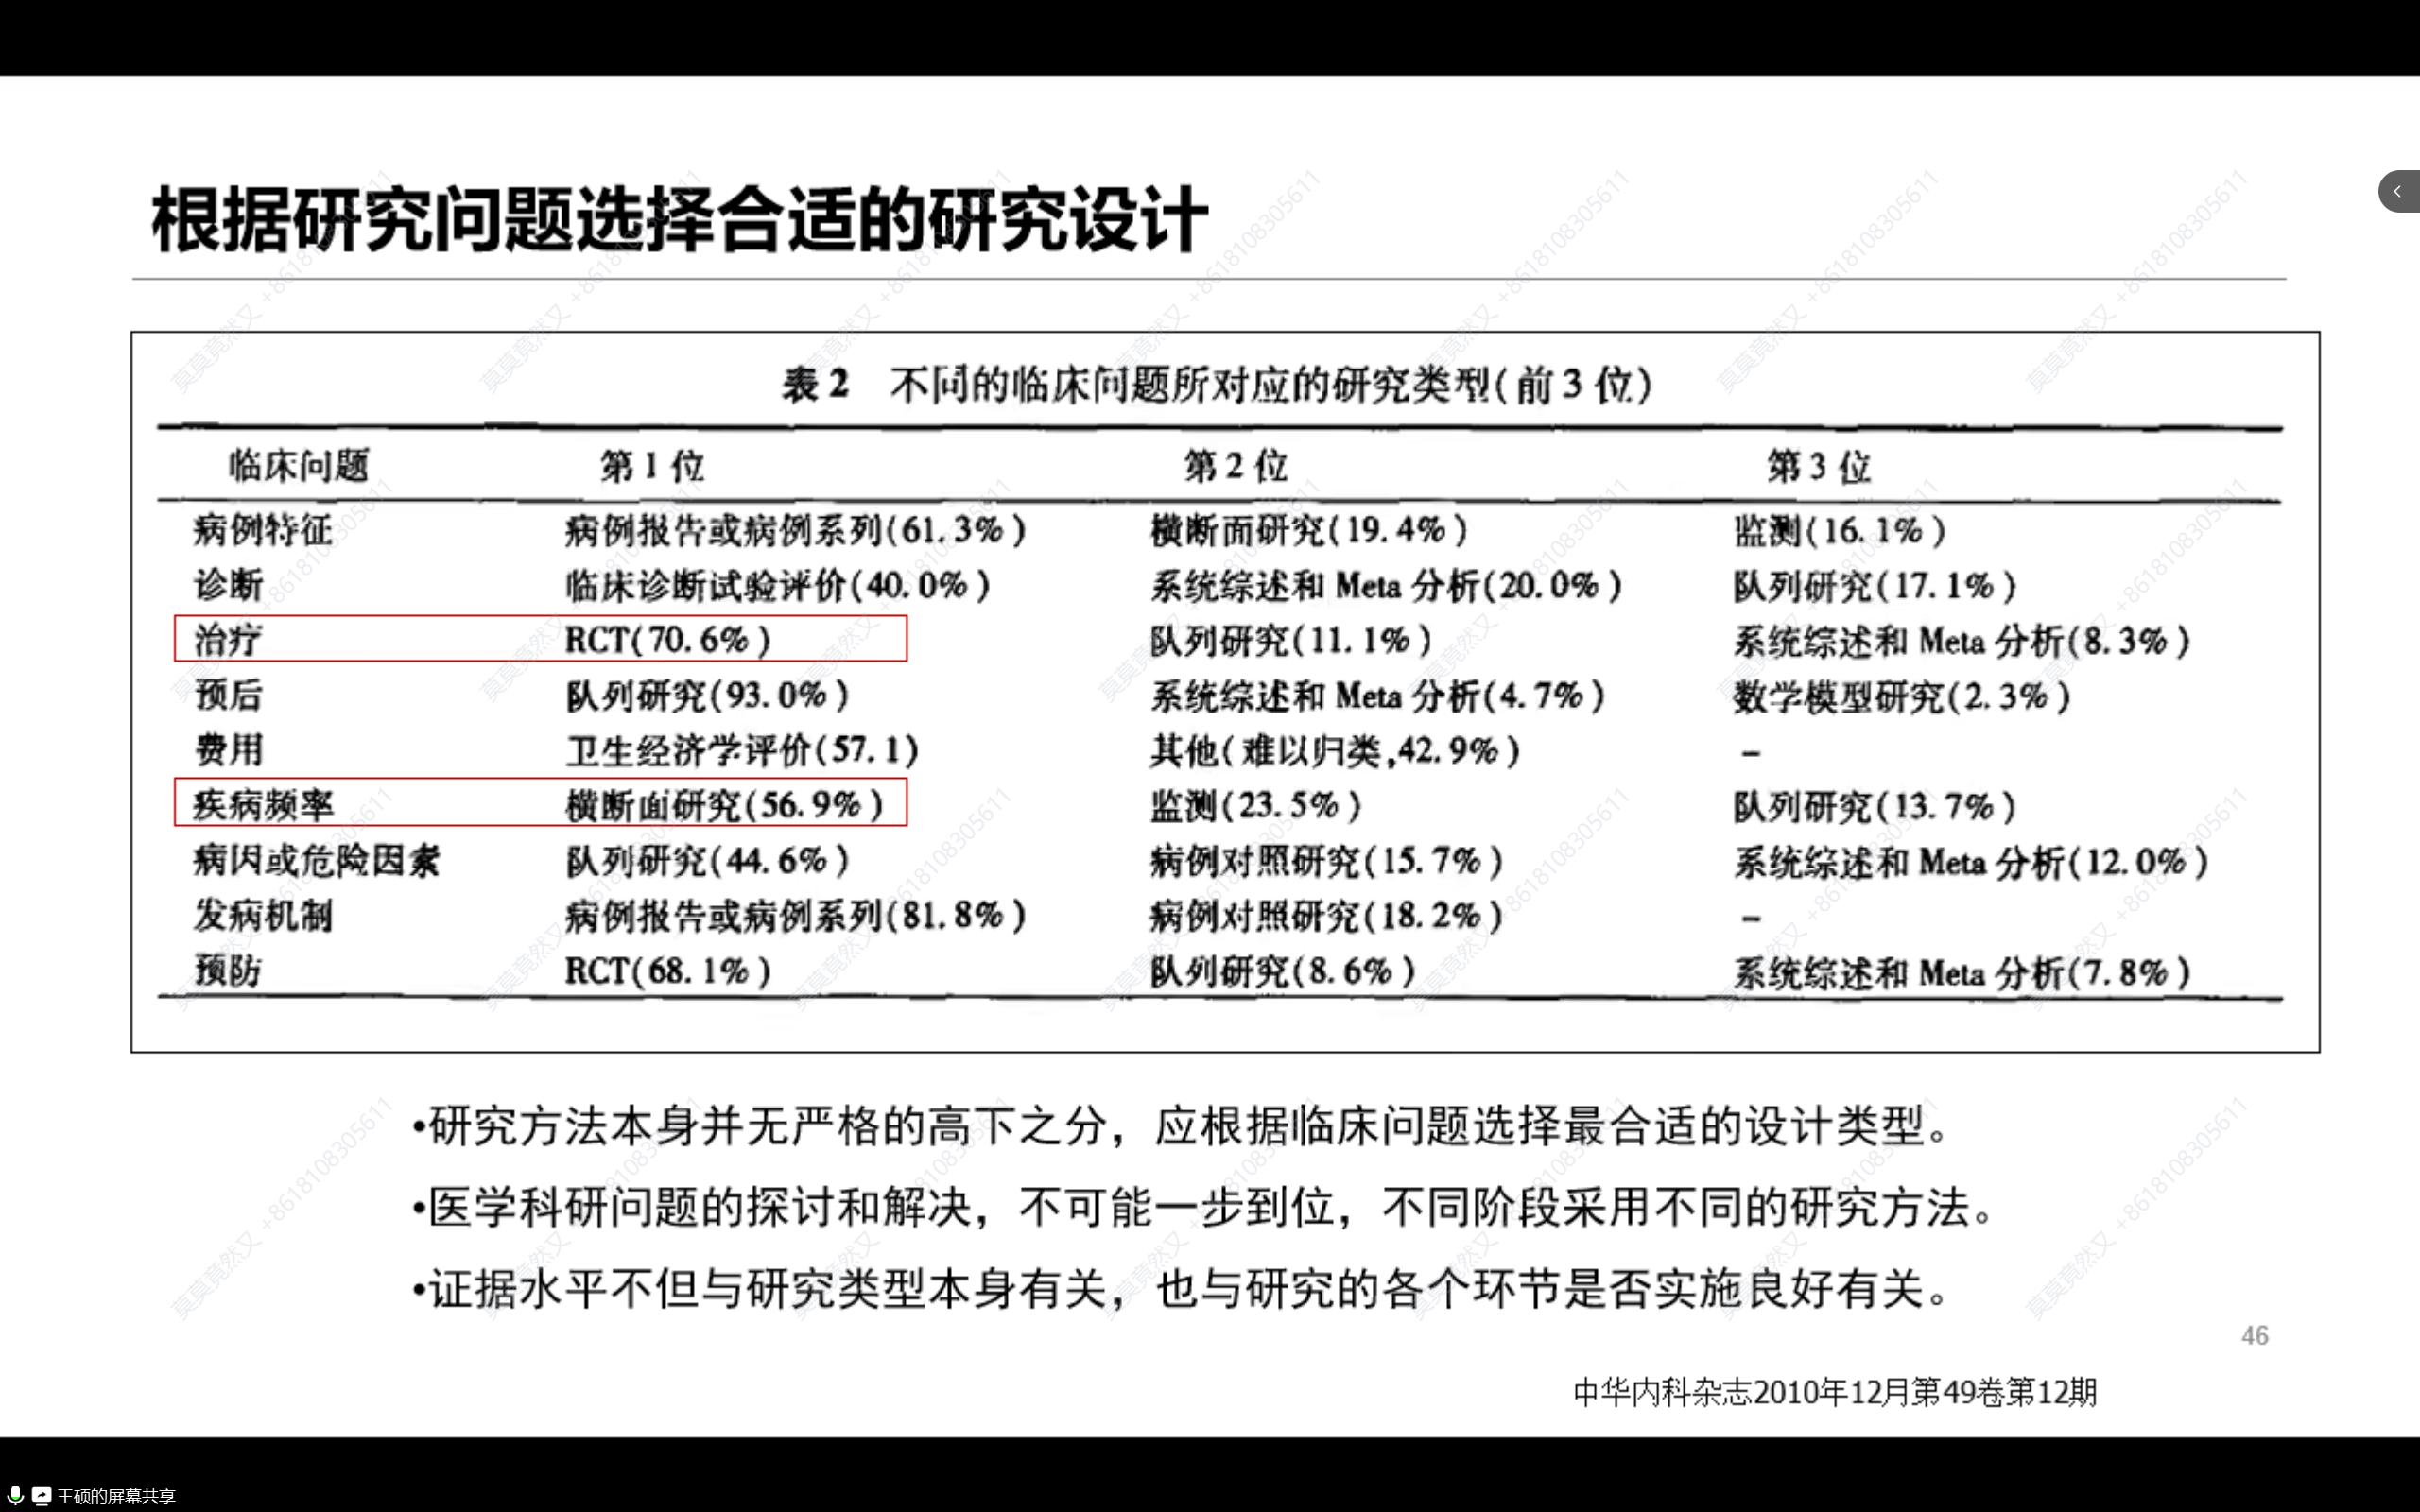 根据研究问题选择合适的研究设计
表2 不同的临床问题所对应的研究类型(前3位)
临床问题 第1位 第2位 第3位
病例特征 病例报告或病例系列(61.3%) 横断面研究(19.4%) 监测(16.1%)
诊断 临床诊断试验评价(40.0%) 系统综述和 Meta 分析(20.0%) 队列研究(17.1%)
治疗 RCT(70.6%) 队列研究(11.1%) 系统综述和 Meta 分析(8.3%)
预后 队列研究(93.0%) 系统综述和 Meta 分析(4.7%) 数学模型研究(2.3%)
费用 卫生经济学评价(57.1) 其他(难以归类,42.9%) –
疾病频率 横断面研究(56.9%) 监测(23.5%) 队列研究(13.7%)
病因或危险因素 队列研究(44.6%) 病例对照研究(15.7%) 系统综述和 Meta 分析(12.0%)
发病机制 病例报告或病例系列(81.8%) 病例对照研究(18.2%) –
预防 RCT(68.1%) 队列研究(8.6%) 系统综述和 Meta 分析(7.8%)
•研究方法本身并无严格的高下之分，应根据临床问题选择最合适的设计类型。
•医学科研问题的探讨和解决，不可能一步到位，不同阶段采用不同的研究方法。
•证据水平不但与研究类型本身有关，也与研究的各个环节是否实施良好有关。
46
中华内科杂志2010年12月第49卷第12期
王硕的屏幕共享
莫莫竟然又 +8618108305611